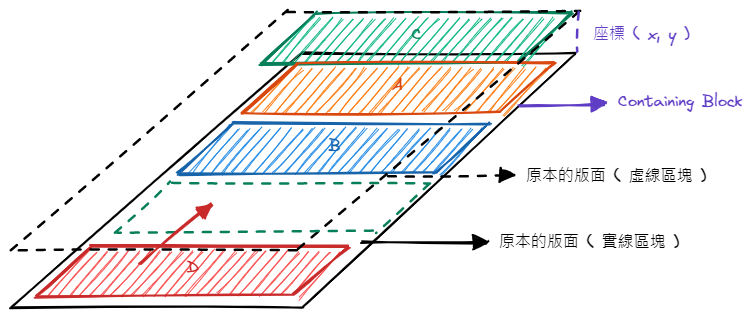 C
座標 ( x, y )
A
Containing Block
B
原本的版面 ( 虛線區塊 )
原本的版面 ( 實線區塊 )
D